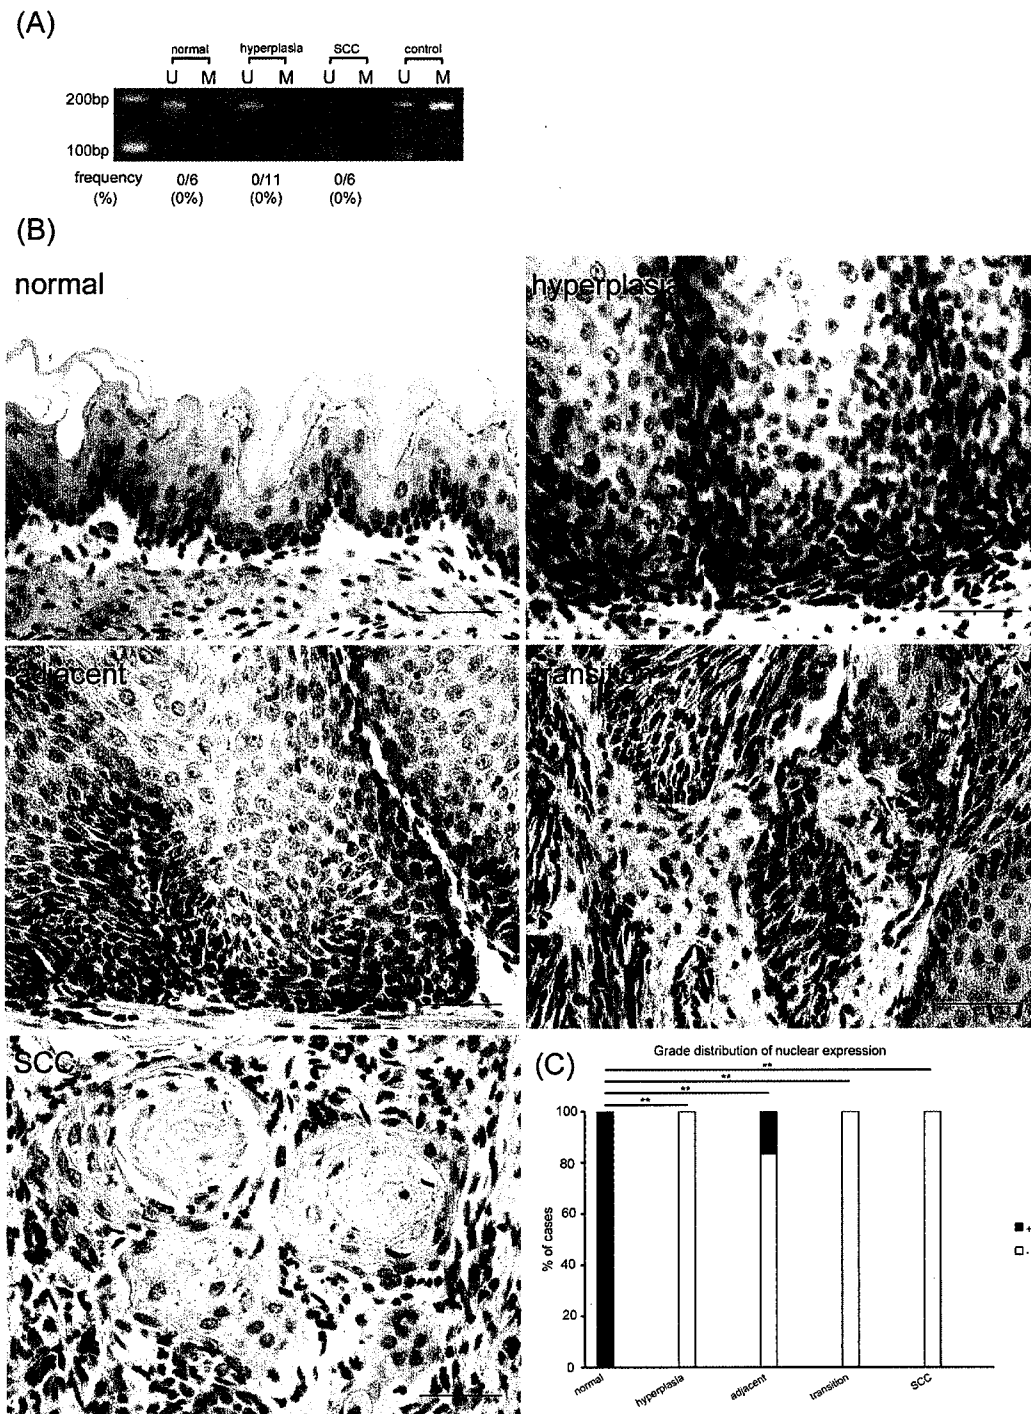 (A)
normal hyperplasia SCC control
U M U M U M U M
200bp
100bp
frequency 0/6 0/11 0/6
(%) (0%) (0%) (0%)
(B)
normal
hyperplasia
adjacent
transition
SCC
(C)
Grade distribution of nuclear expression
**
**
**
**
100
80
60
40
20
0
% of cases
+
-
normal
hyperplasia
adjacent
transition
SCC